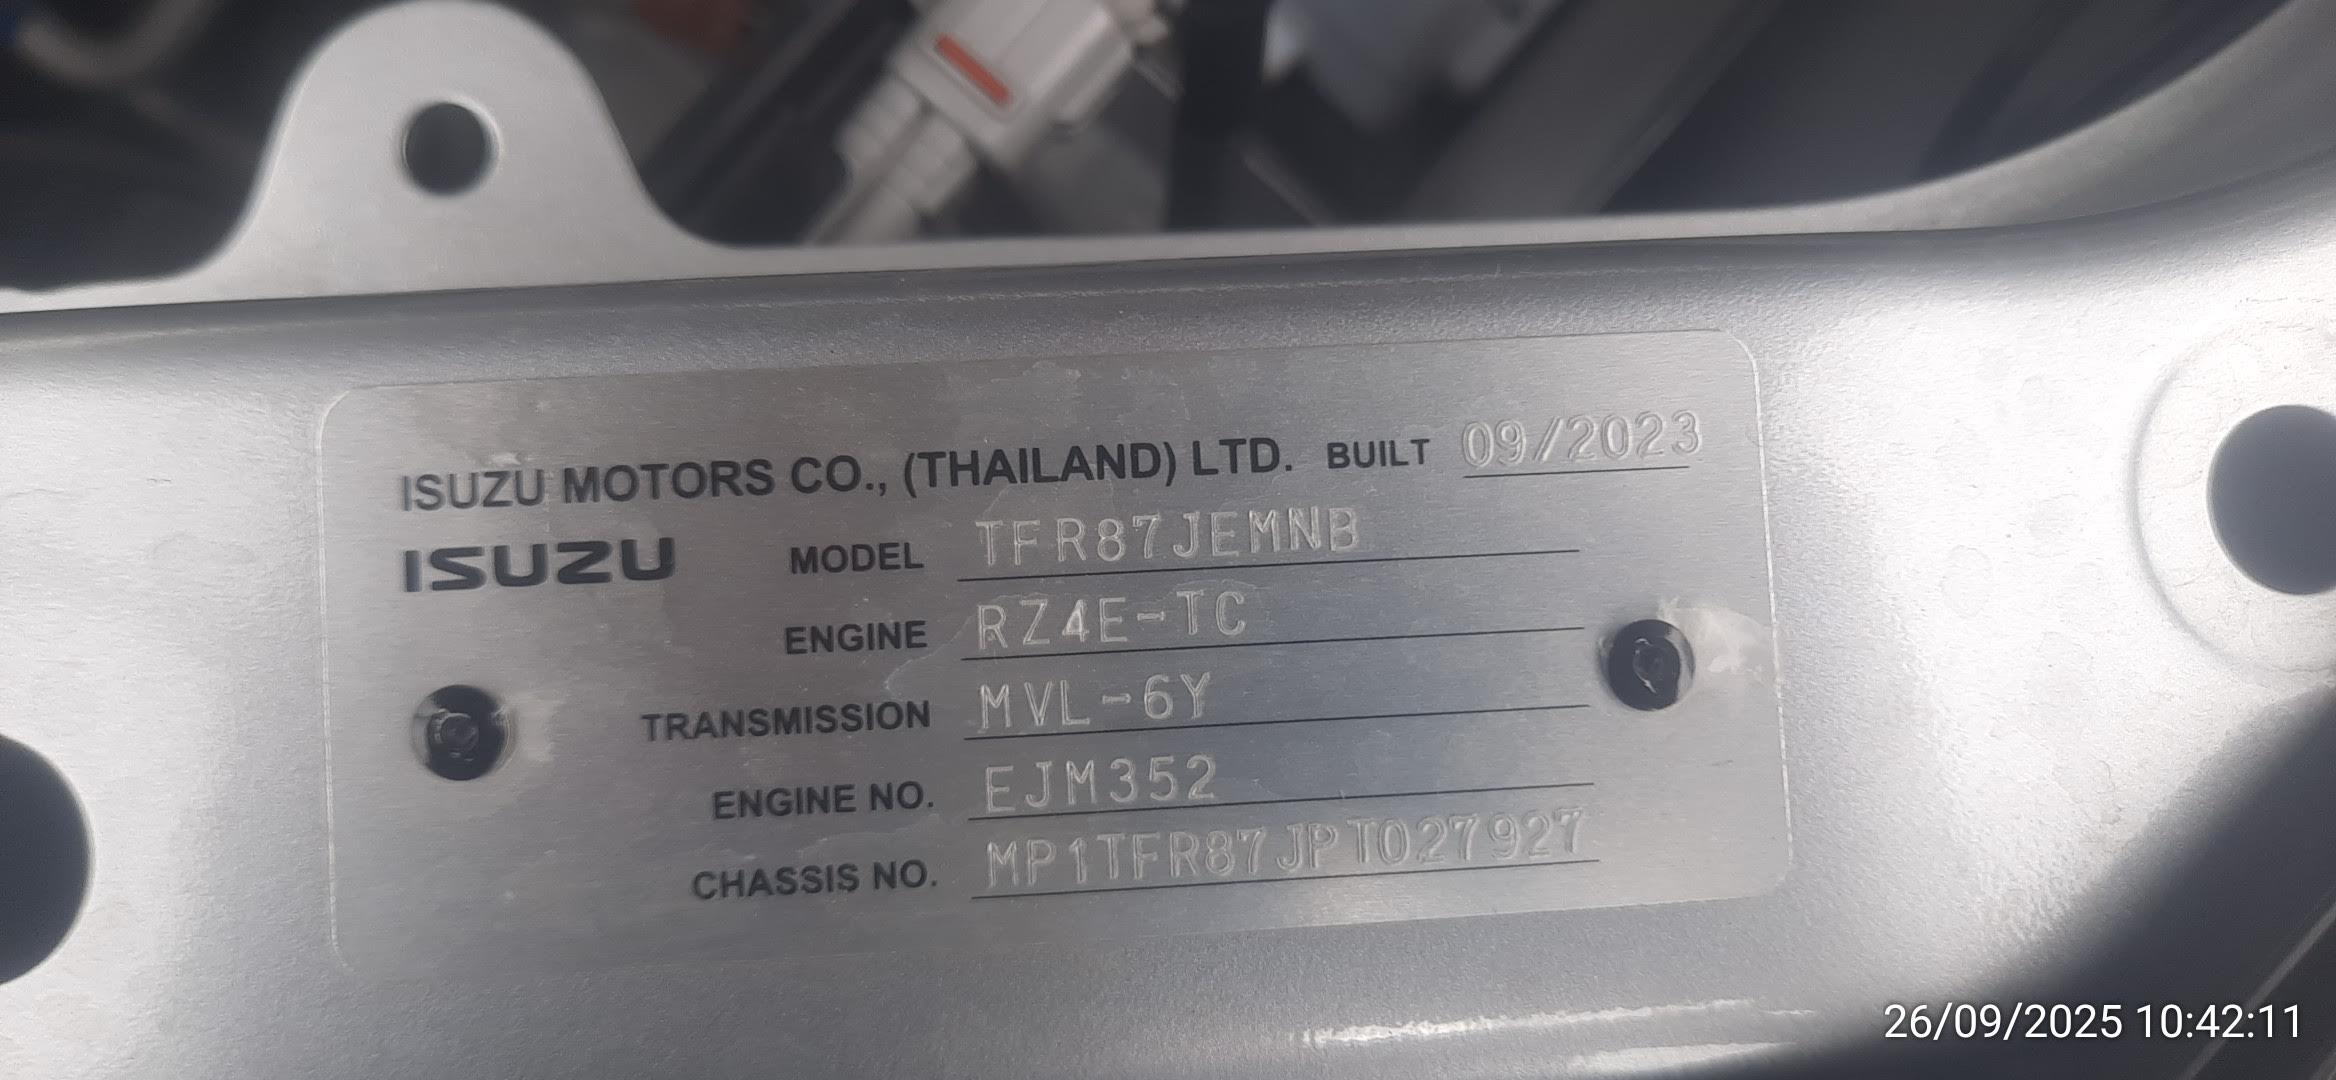 ISUZU MOTORS CO., (THAILAND) LTD. BUILT 09/2023
ISUZU MODEL TFR87JEMNB
ENGINE RZ4E-TC
TRANSMISSION MVL-6Y
ENGINE NO. EJM352
CHASSIS NO. MP1TFR87JPT027927
26/09/2025 10:42:11